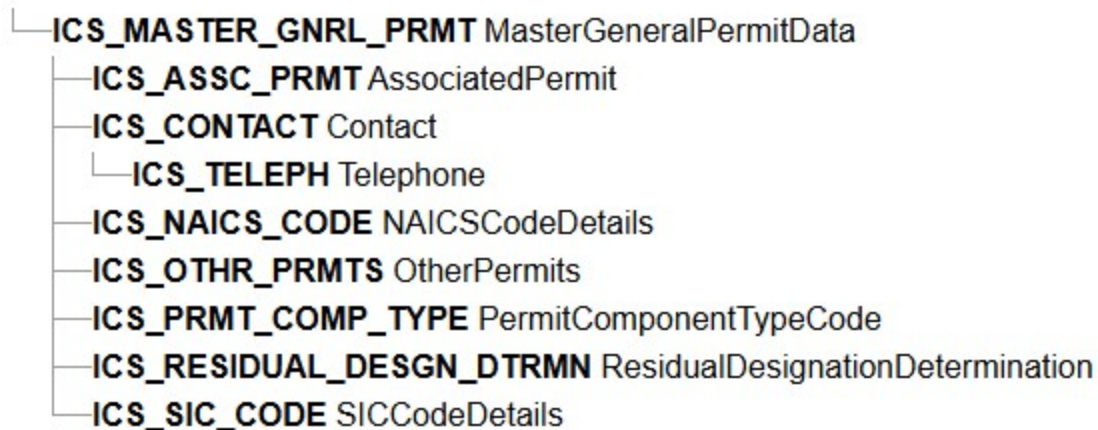 ICS_MASTER_GNRL_PRMT MasterGeneralPermitData
ICS_ASSC_PRMT AssociatedPermit
ICS_CONTACT Contact
ICS_TELEPH Telephone
ICS_NAICS_CODE NAICSCodeDetails
ICS_OTHR_PRMTS OtherPermits
ICS_PRMT_COMP_TYPE PermitComponentTypeCode
ICS_RESIDUAL_DESGN_DTRMN ResidualDesignationDetermination
ICS_SIC_CODE SICCodeDetails